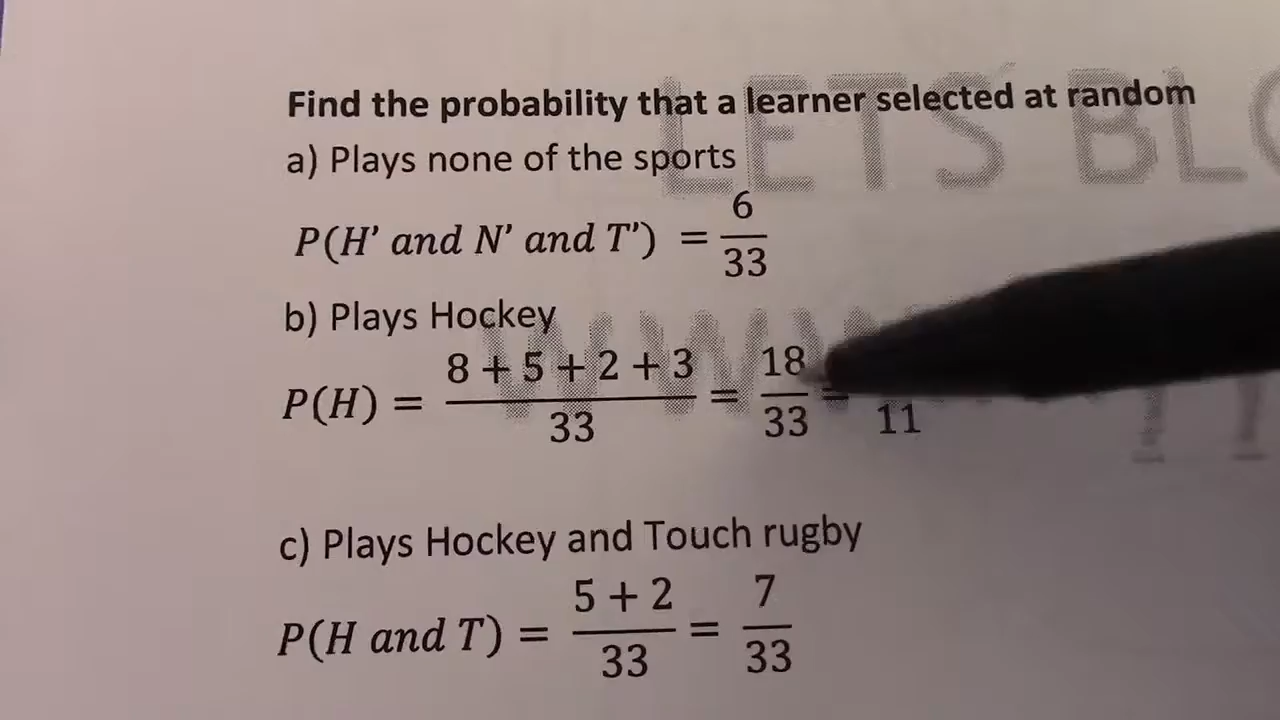 Find the probability that a learner selected at random
a) Plays none of the sports
P(H' and N' and T') = 6/33
b) Plays Hockey
P(H) = 8 + 5 + 2 + 3/33 = 18/33 = /11
c) Plays Hockey and Touch rugby
P(H and T) = 5 + 2/33 = 7/33
LETS BL